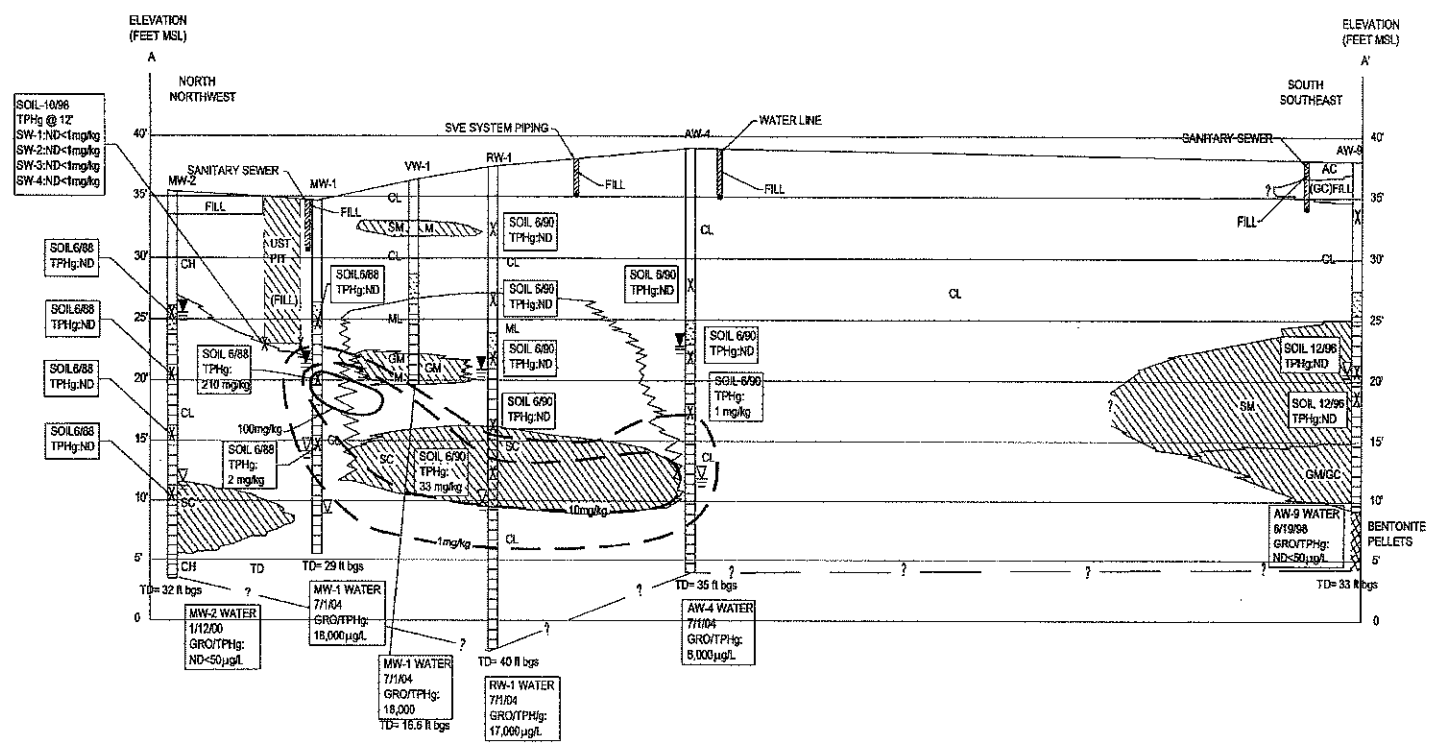 ELEVATION
(FEET MSL)
A
NORTH
NORTHWEST
ELEVATION
(FEET MSL)
A'
SOUTH
SOUTHEAST
SOIL-10/96
TPHg @ 12'
SW-1:ND<1mg/kg
SW-2:ND<1mg/kg
SW-3:ND<1mg/kg
SW-4:ND<1mg/kg
40'
35'
30'
25'
20'
15'
10'
5'
0
40'
35'
30'
25'
20'
15'
10'
5'
0
MW-2
SANITARY SEWER
MW-1
VW-1
RW-1
SVE SYSTEM PIPING
AW-4
WATER LINE
SANITARY SEWER
AW-9
FILL
FILL
FILL
FILL
FILL
AC
(GC)FILL
?
UST
PIT
(FILL)
CL
SM
M
CL
CL
CL
CL
CL
CH
ML
ML
GM
GM
M
SOIL6/88
TPHg:ND
SOIL6/88
TPHg:ND
SOIL6/88
TPHg:ND
SOIL6/88
TPHg:ND
SOIL6/88
TPHg:ND
SOIL 6/88
TPHg:
210 mg/kg
SOIL 6/88
TPHg:
2 mg/kg
SOIL 6/90
TPHg:ND
SOIL 6/90
TPHg:ND
SOIL 6/90
TPHg:ND
SOIL 6/90
TPHg:ND
SOIL 6/90
TPHg:
33 mg/kg
SOIL 6/90
TPHg:ND
SOIL 6/90
TPHg:ND
SOIL-6/90
TPHg:
1 mg/kg
SOIL 12/96
TPHg:ND
SOIL 12/96
TPHg:ND
100mg/kg
10mg/kg
1mg/kg
CL
SC
SC
SC
CL
CL
CH
SM
GM/GC
?
BENTONITE
PELLETS
TD
TD= 32 ft bgs
TD= 29 ft bgs
TD= 16.6 ft bgs
TD= 40 ft bgs
TD= 35 ft bgs
TD= 33 ft bgs
?
?
?
?
?
?
?
?
MW-2 WATER
1/12/00
GRO/TPHg:
ND<50µg/L
MW-1 WATER
7/1/04
GRO/TPHg:
18,000µg/L
MW-1 WATER
7/1/04
GRO/TPHg:
18,000
RW-1 WATER
7/1/04
GRO/TPH/g:
17,000µg/L
AW-4 WATER
7/1/04
GRO/TPHg:
6,000µg/L
AW-9 WATER
6/19/98
GRO/TPHg:
ND<50µg/L